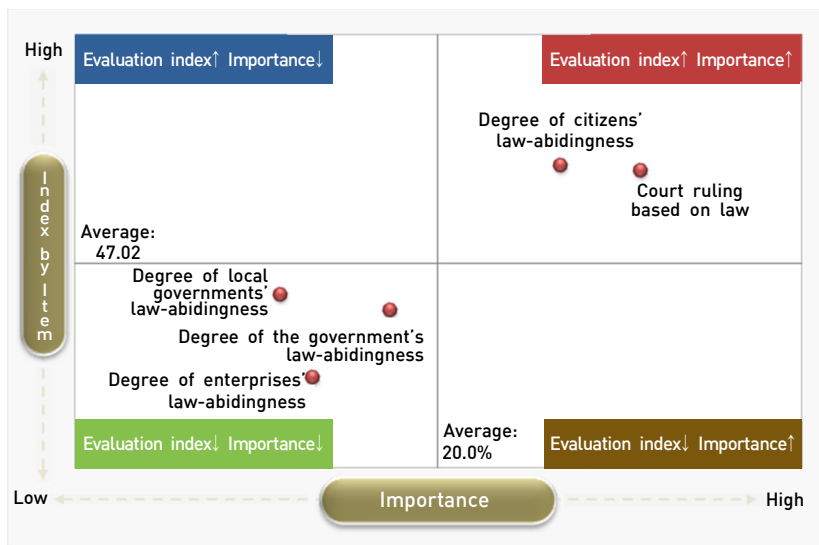 High
Evaluation index↑ Importance↓
Evaluation index↑ Importance↑
Degree of citizens'
law-abidingness
Court ruling
based on law
Index by Item
Average:
47.02
Degree of local
governments'
law-abidingness
Degree of the government's
law-abidingness
Degree of enterprises'
law-abidingness
Evaluation index↓ Importance↓
Average:
20.0%
Evaluation index↓ Importance↑
Low
Importance
High